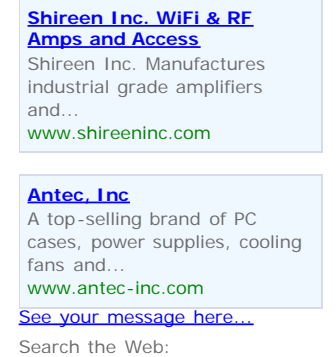 Shireen Inc. WiFi & RF
Amps and Access
Shireen Inc. Manufactures
industrial grade amplifiers
and...
www.shireeninc.com
Antec, Inc
A top-selling brand of PC
cases, power supplies, cooling
fans and...
www.antec-inc.com
See your message here...
Search the Web: